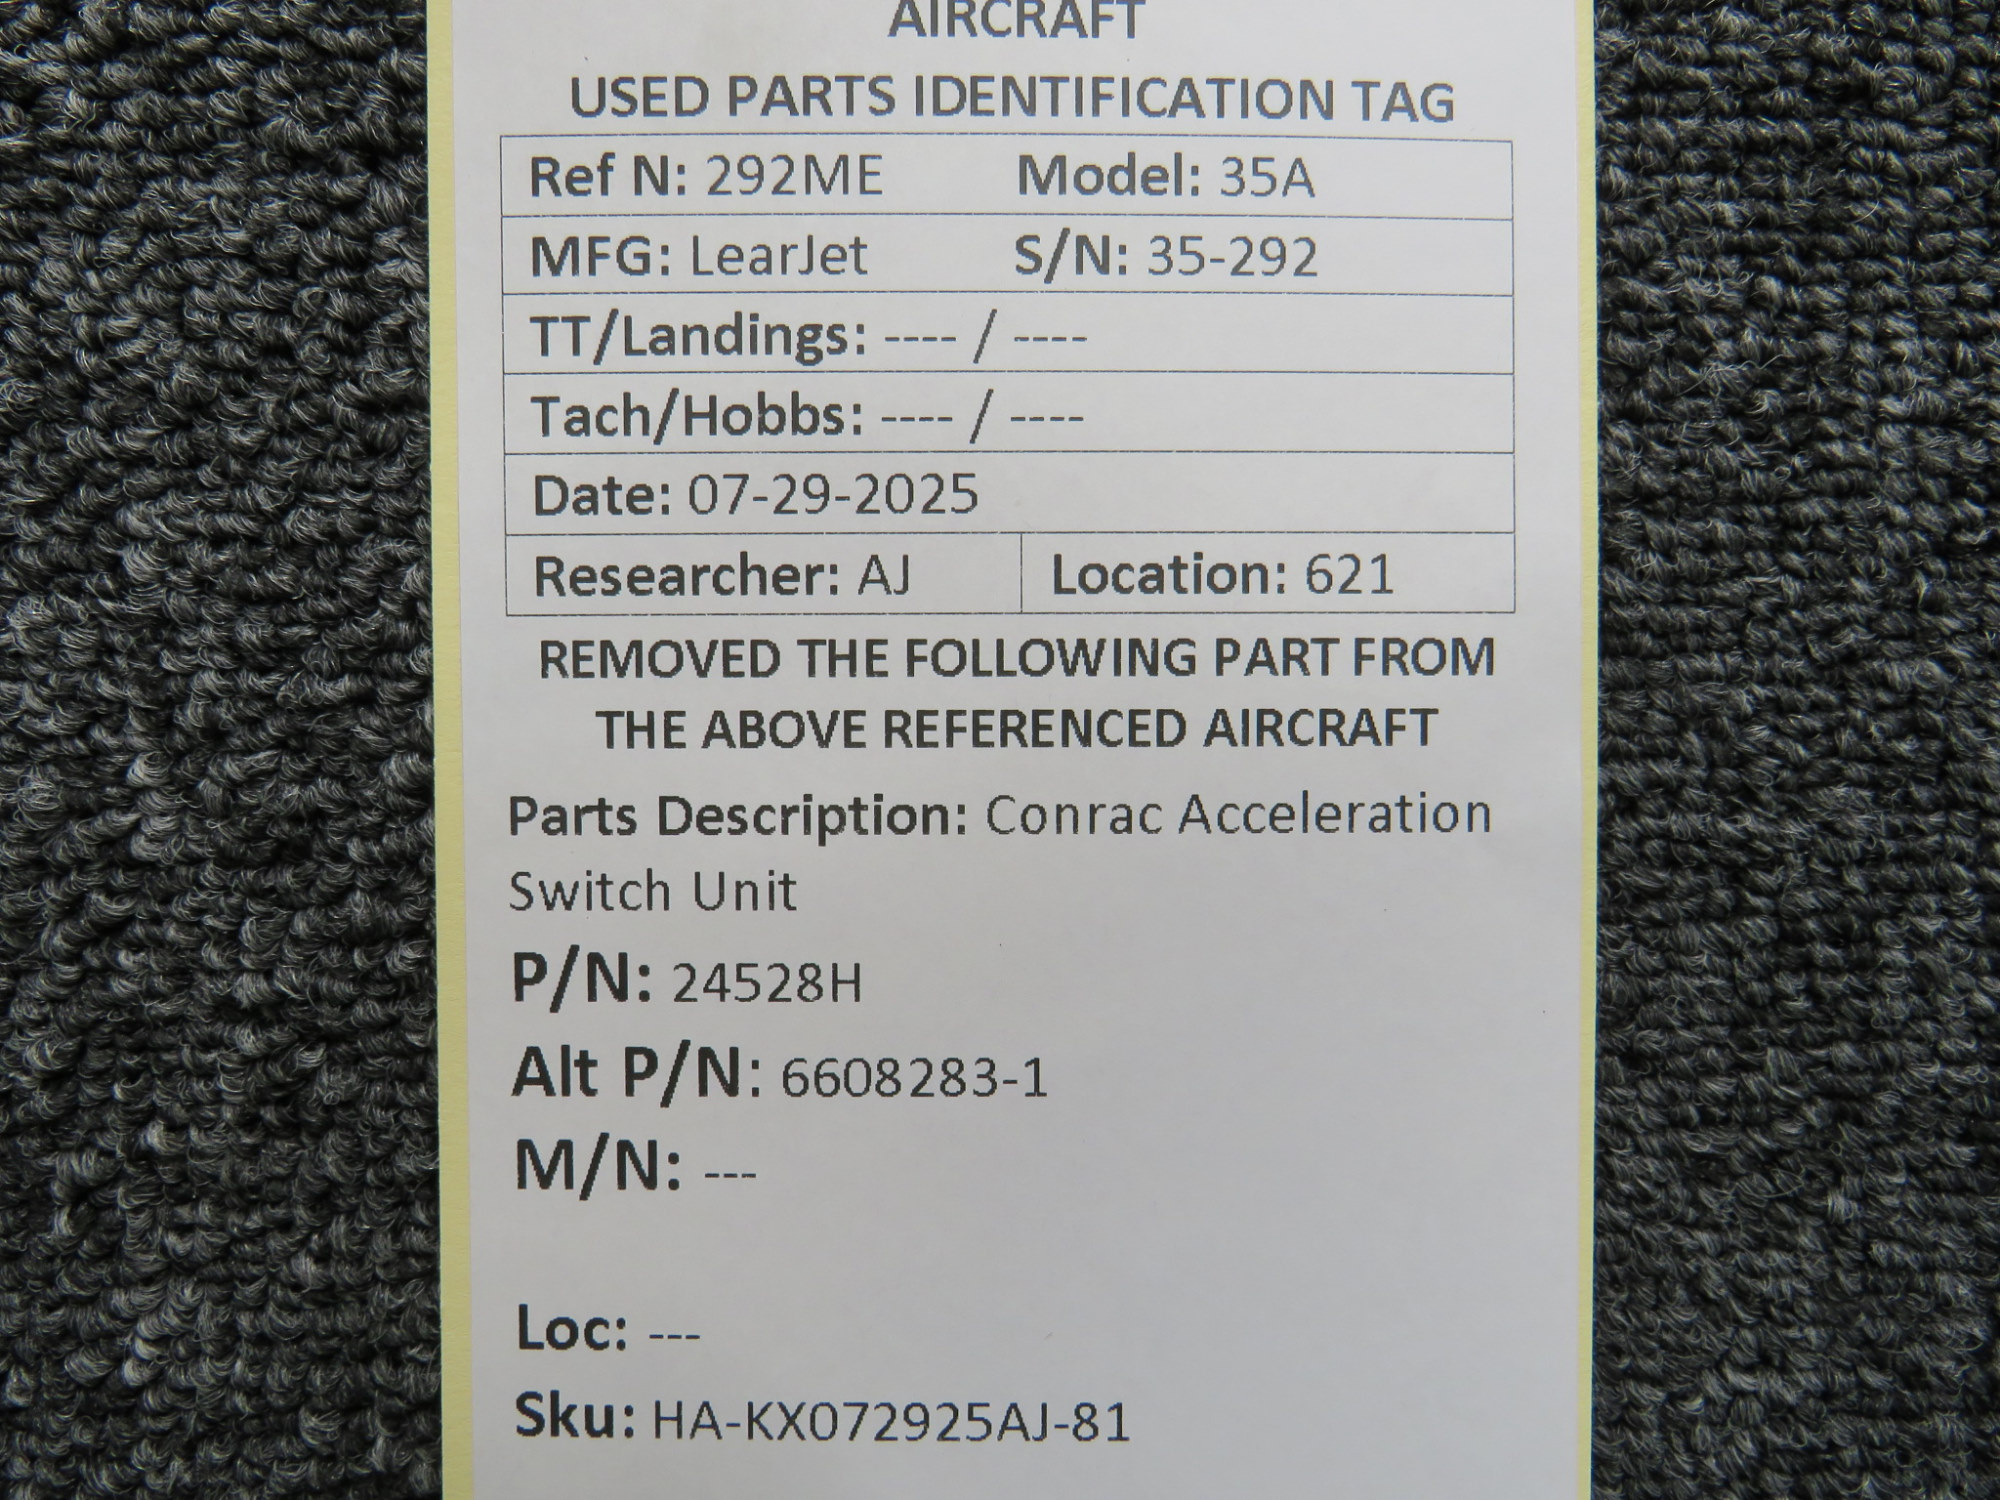 AIRCRAFT
USED PARTS IDENTIFICATION TAG
Ref N: 292ME Model: 35A
MFG: LearJet S/N: 35-292
TT/Landings: ---- / ----
Tach/Hobbs: ---- / ----
Date: 07-29-2025
Researcher: AJ Location: 621
REMOVED THE FOLLOWING PART FROM
THE ABOVE REFERENCED AIRCRAFT
Parts Description: Conrac Acceleration
Switch Unit
P/N: 24528H
Alt P/N: 6608283-1
M/N: ---
Loc: ---
Sku: HA-KX072925AJ-81